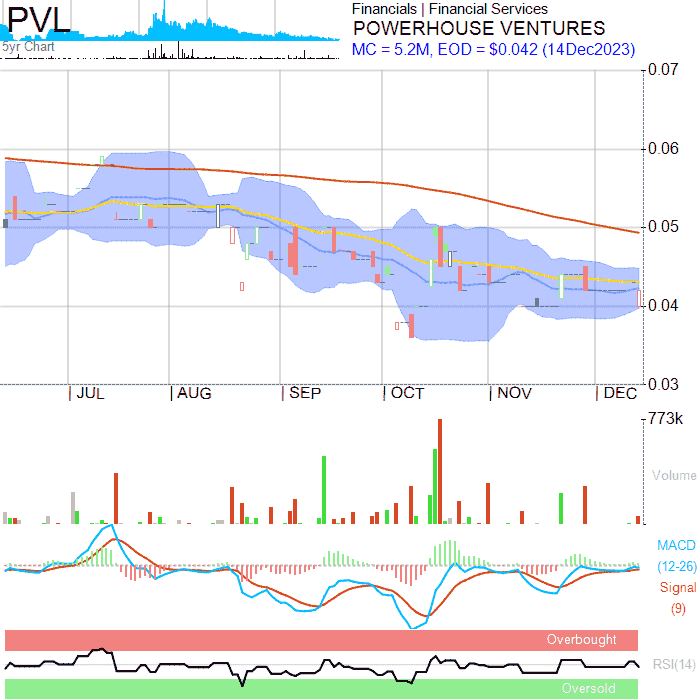 PVL
5yr Chart
Financials | Financial Services
POWERHOUSE VENTURES
MC = 5.2M, EOD = $0.042 (14Dec2023)
0.07
0.06
0.05
0.04
0.03
JUL AUG SEP OCT NOV DEC
773k
Volume
MACD
(12-26)
Signal
(9)
Overbought
RSI(14)
Oversold